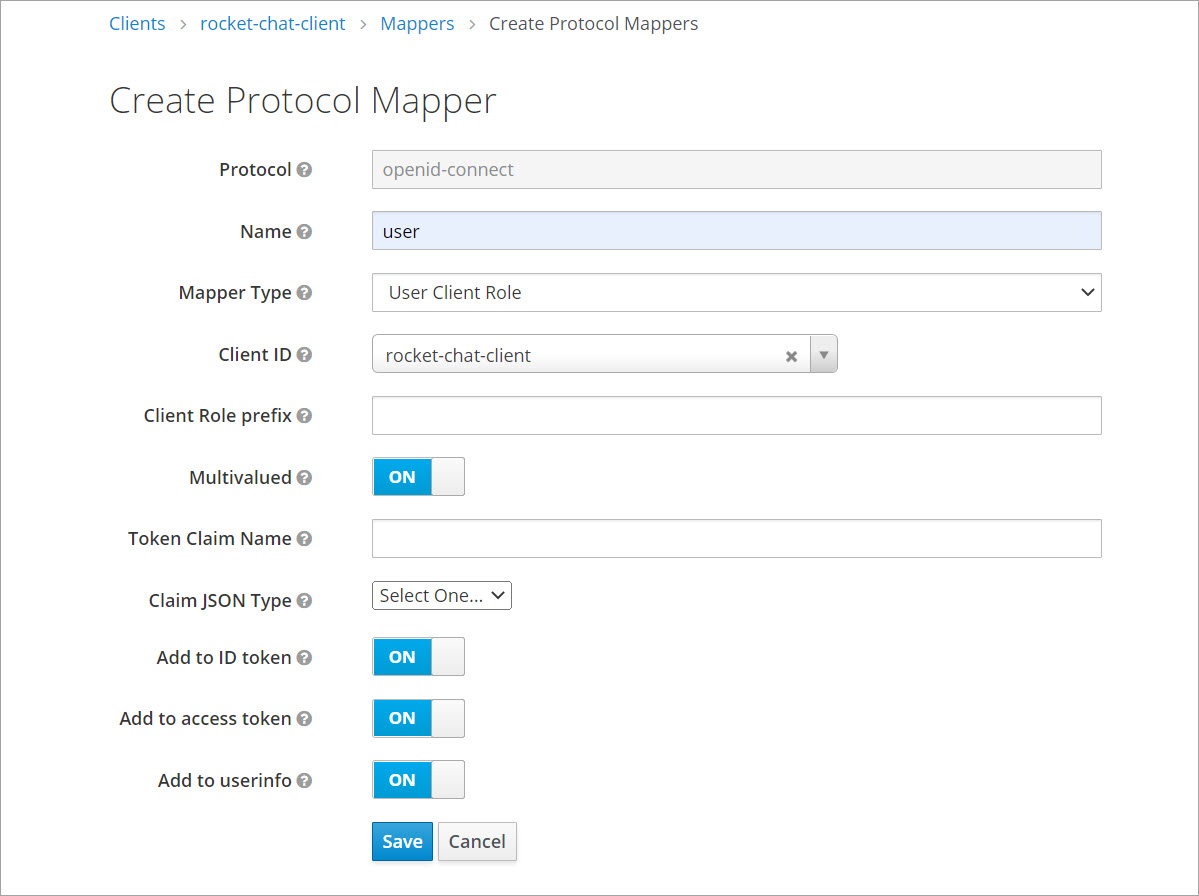 Clients > rocket-chat-client > Mappers > Create Protocol Mappers
Create Protocol Mapper
Protocol ? openid-connect
Name ? user
Mapper Type ? User Client Role
Client ID ? rocket-chat-client
Client Role prefix ?
Multivalued ? ON
Token Claim Name ?
Claim JSON Type ? Select One...
Add to ID token ? ON
Add to access token ? ON
Add to userinfo ? ON
Save Cancel